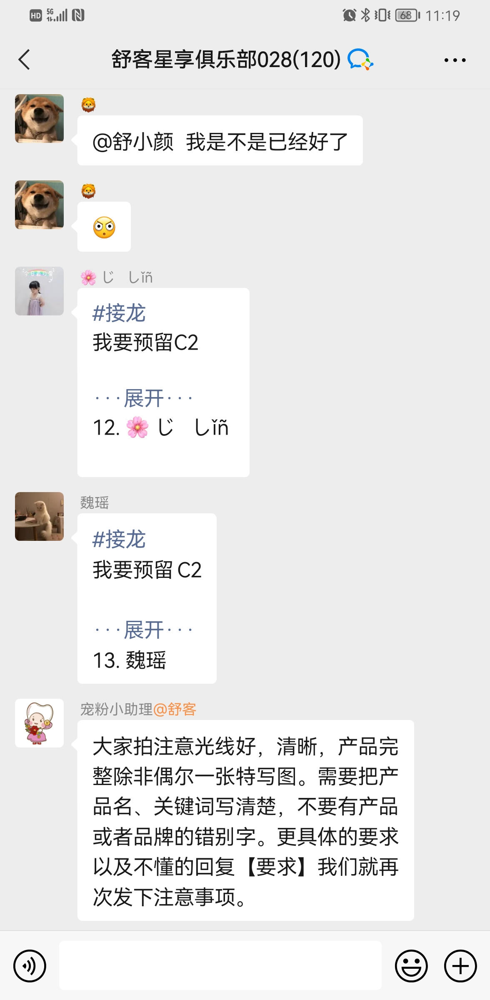 HD 5G 68 11:19
舒客星享俱乐部028(120)
🦁
@舒小颜 我是不是已经好了
🦁
今日最可爱
🌸 じ しǐñ
#接龙
我要预留C2
···展开···
12. 🌸 じ しǐñ
魏瑶
#接龙
我要预留 C2
···展开···
13. 魏瑶
宠粉小助理@舒客
大家拍注意光线好，清晰，产品完
整除非偶尔一张特写图。需要把产
品名、关键词写清楚，不要有产品
或者品牌的错别字。更具体的要求
以及不懂的回复【要求】我们就再
次发下注意事项。